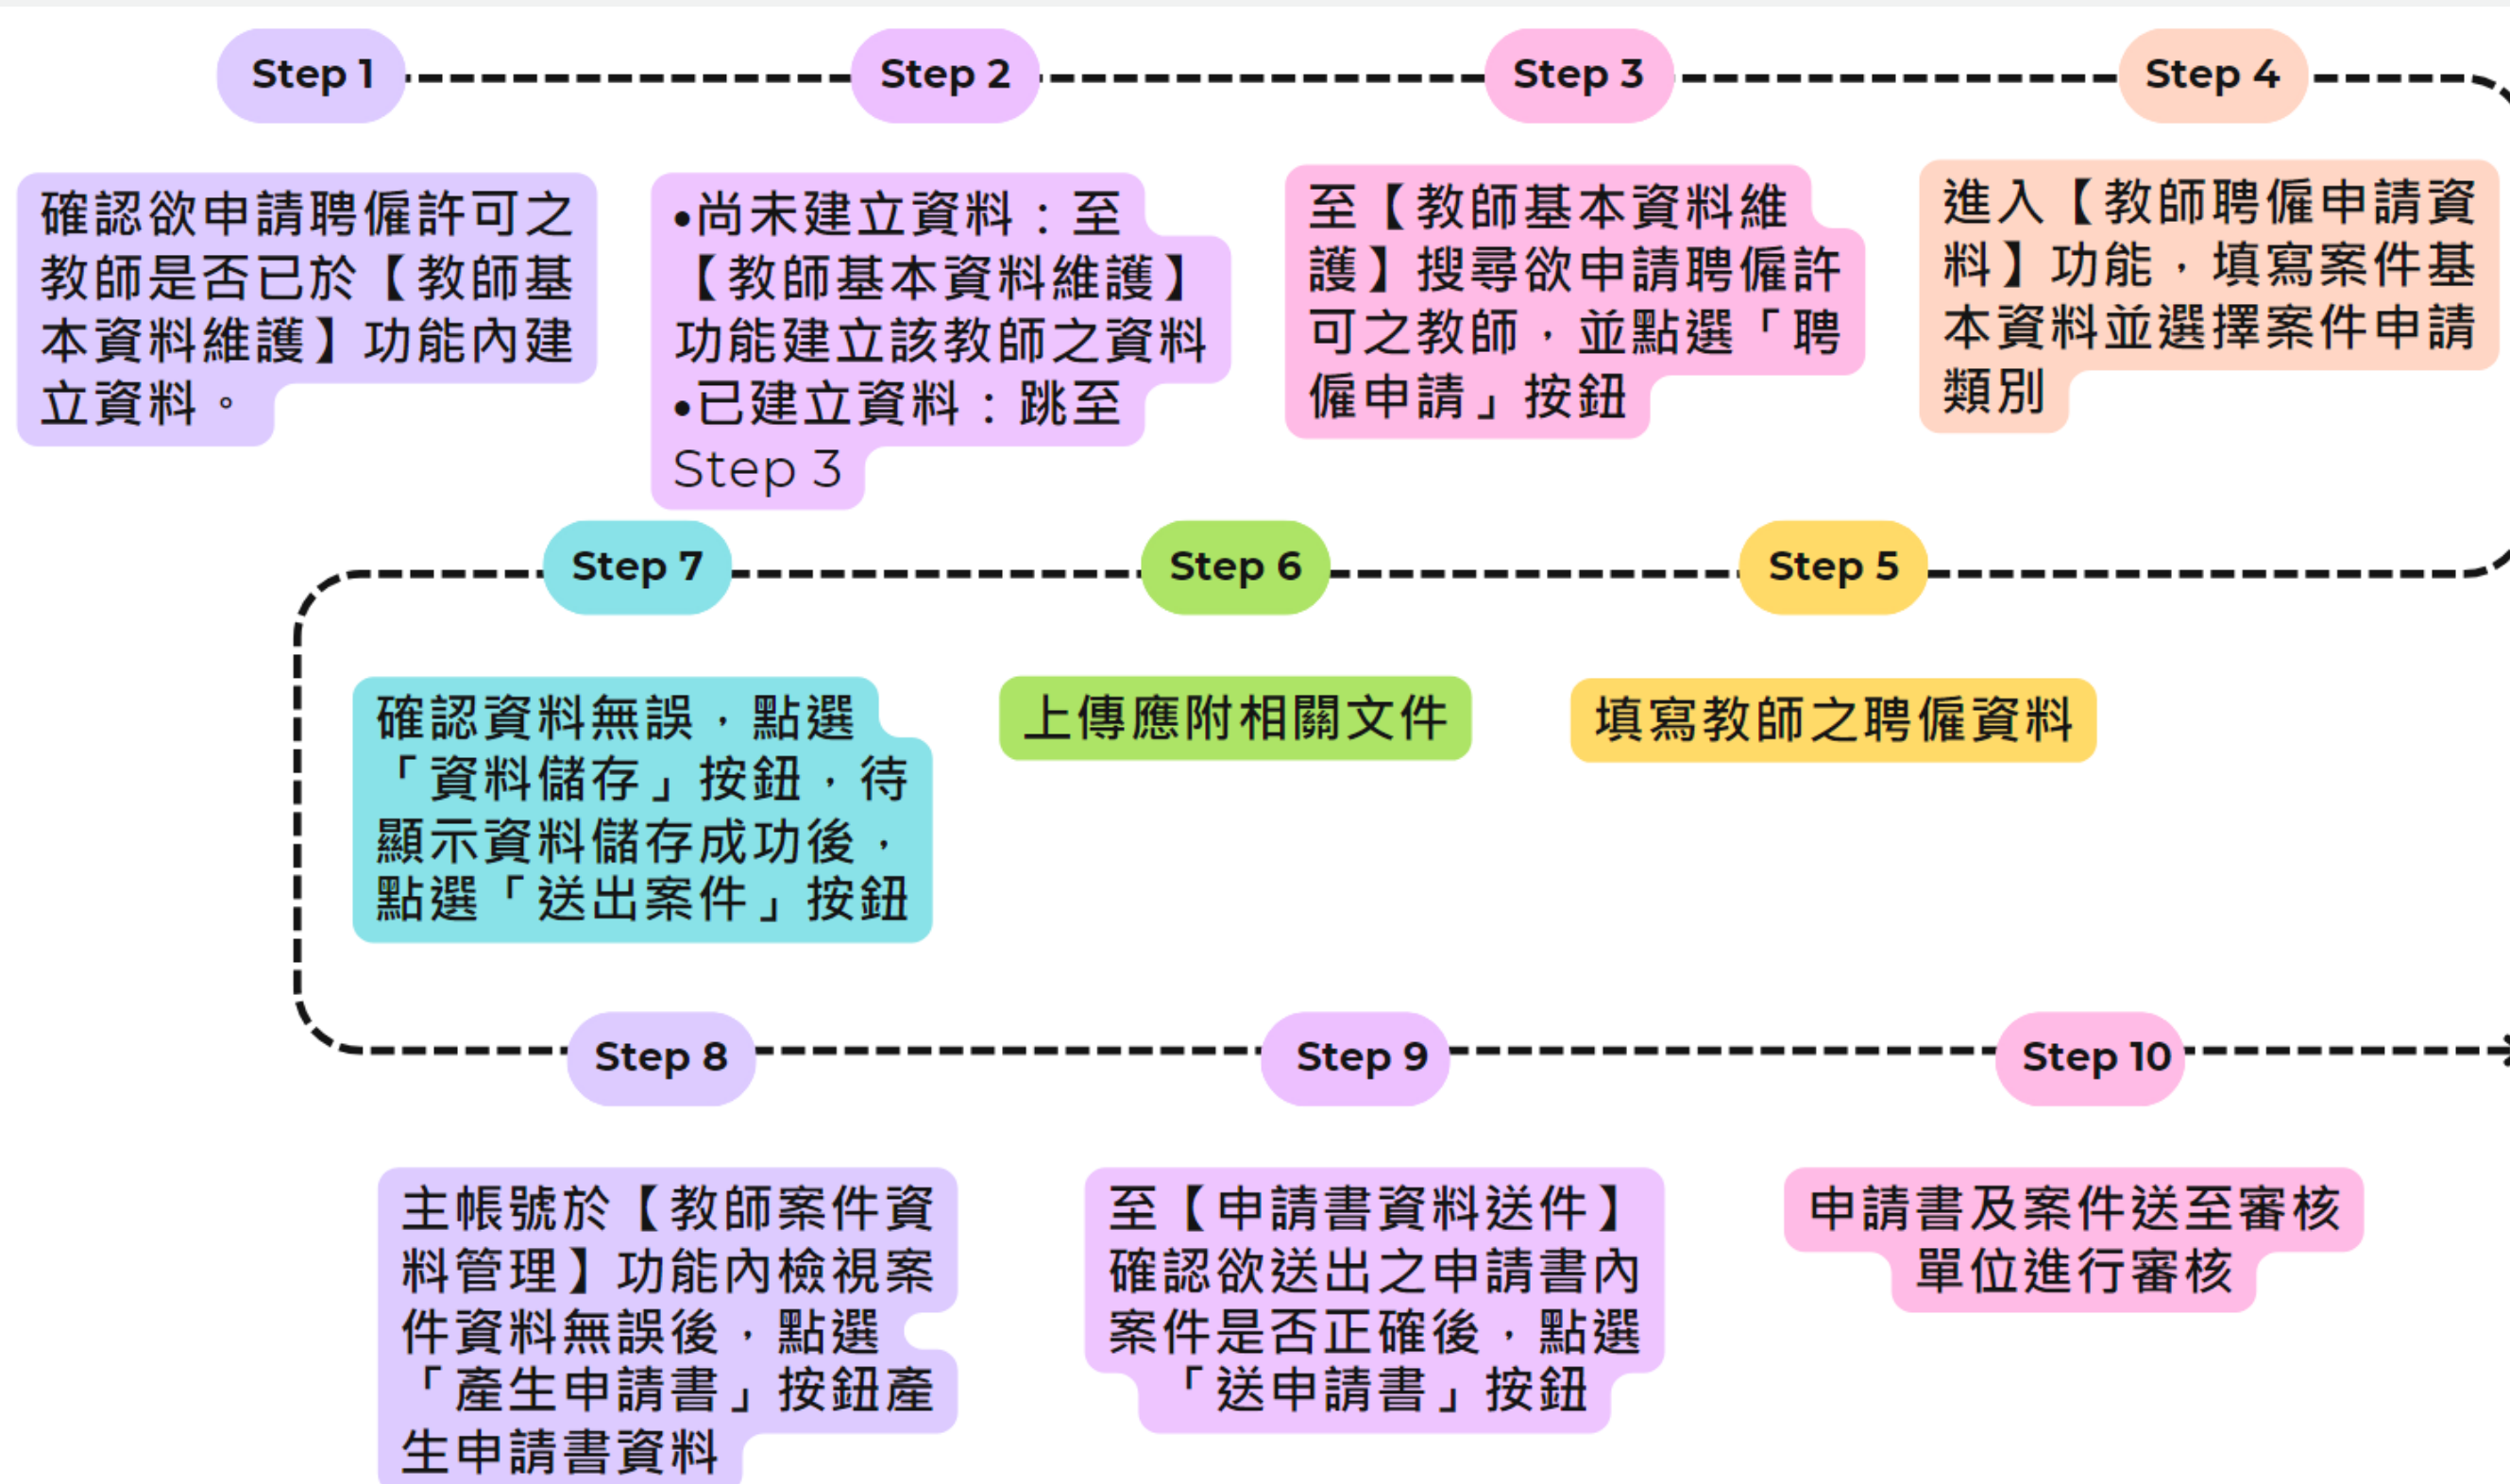 Step 1
確認欲申請聘僱許可之
教師是否已於【教師基
本資料維護】功能內建
立資料。
Step 2
•尚未建立資料：至
【教師基本資料維護】
功能建立該教師之資料
•已建立資料：跳至
Step 3
Step 3
至【教師基本資料維
護】搜尋欲申請聘僱許
可之教師，並點選「聘
僱申請」按鈕
Step 4
進入【教師聘僱申請資
料】功能，填寫案件基
本資料並選擇案件申請
類別
Step 5
填寫教師之聘僱資料
Step 6
上傳應附相關文件
Step 7
確認資料無誤，點選
「資料儲存」按鈕，待
顯示資料儲存成功後，
點選「送出案件」按鈕
Step 8
主帳號於【教師案件資
料管理】功能內檢視案
件資料無誤後，點選
「產生申請書」按鈕產
生申請書資料
Step 9
至【申請書資料送件】
確認欲送出之申請書內
案件是否正確後，點選
「送申請書」按鈕
Step 10
申請書及案件送至審核
單位進行審核